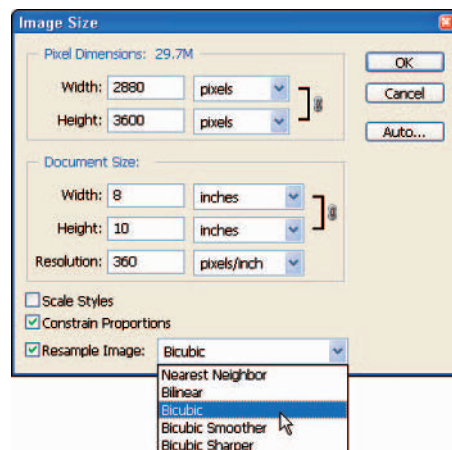 Image Size
Pixel Dimensions: 29.7M
Width: 2880 pixels
Height: 3600 pixels
OK
Cancel
Auto...
Document Size:
Width: 8 inches
Height: 10 inches
Resolution: 360 pixels/inch
Scale Styles
Constrain Proportions
Resample Image: Bicubic
Nearest Neighbor
Bilinear
Bicubic
Bicubic Smoother
Bicubic Sharper